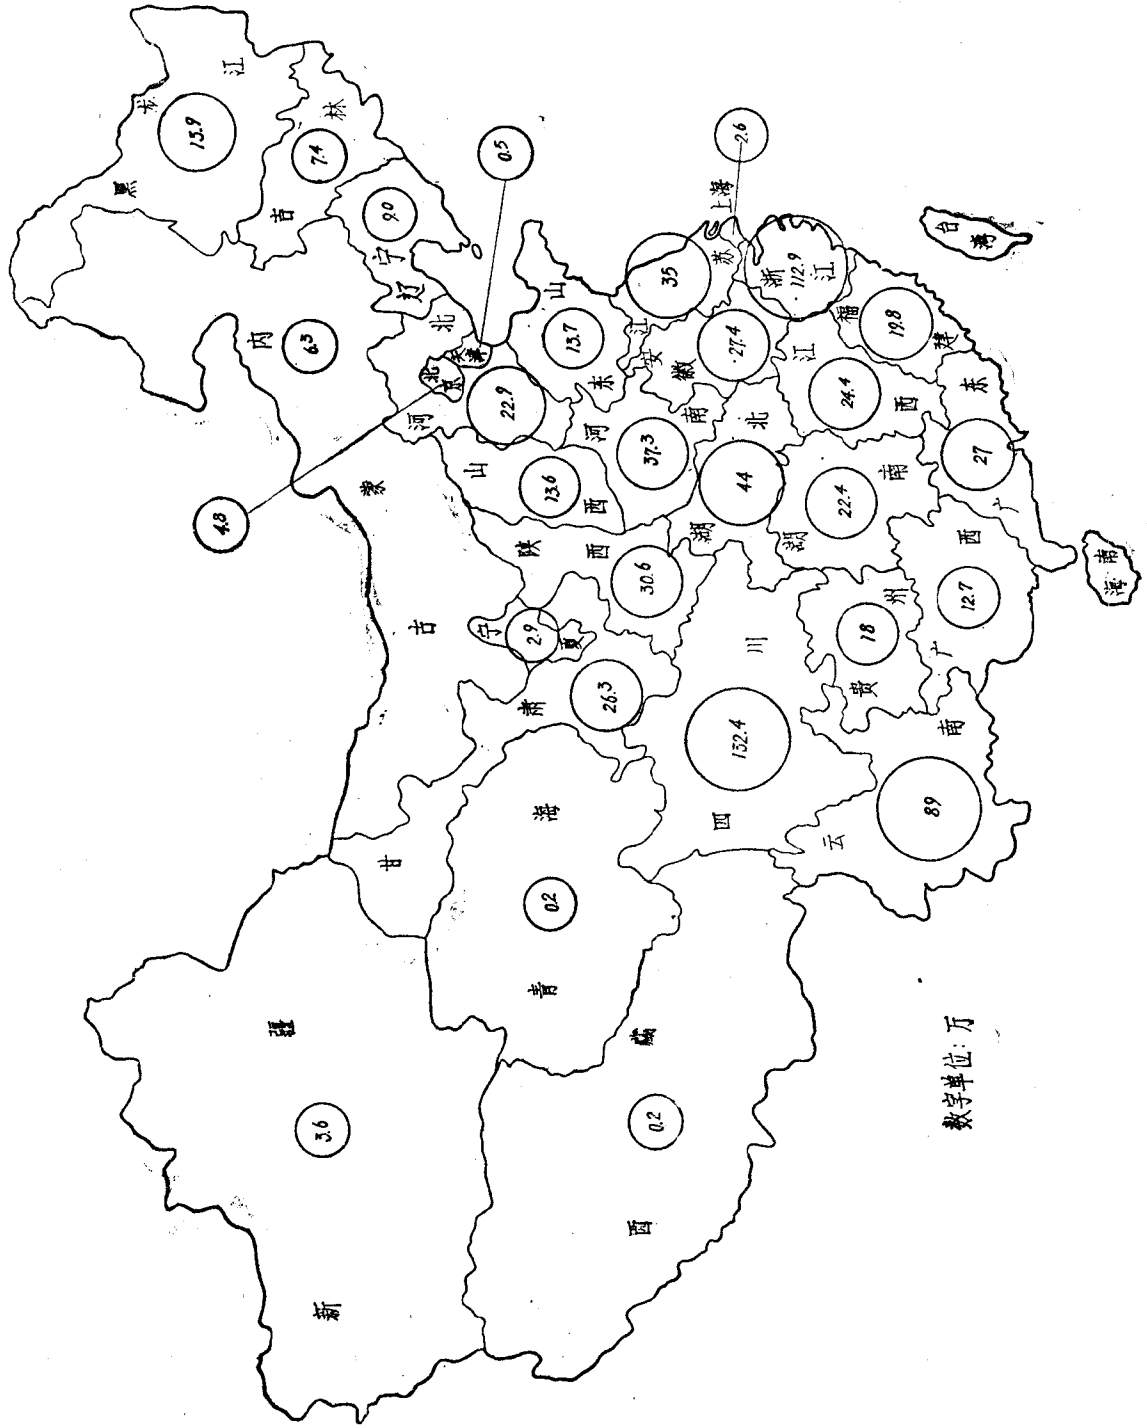 黑龙江
15.9
吉林
7.4
辽宁
9.0
内蒙古
6.3
北京
4.8
天津
0.5
河北
22.9
山东
13.7
山西
13.6
河南
37.3
陕西
30.6
宁夏
2.9
甘肃
26.3
青海
0.2
新疆
3.6
西藏
0.2
四川
132.4
云南
89
贵州
18
广西
12.7
广东
27
海南
湖南
22.4
湖北
44
江西
24.4
安徽
27.4
江苏
35
上海
2.6
浙江
112.9
福建
19.8
台湾
数字单位:万